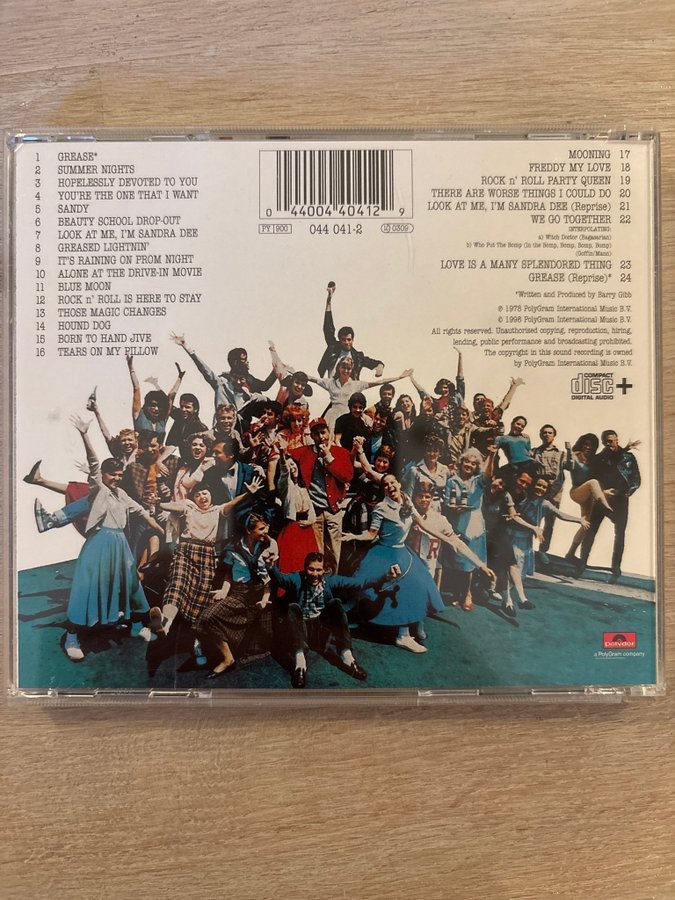 1 GREASE*
2 SUMMER NIGHTS
3 HOPELESSLY DEVOTED TO YOU
4 YOU'RE THE ONE THAT I WANT
5 SANDY
6 BEAUTY SCHOOL DROP-OUT
7 LOOK AT ME, I'M SANDRA DEE
8 GREASED LIGHTNIN'
9 IT'S RAINING ON PROM NIGHT
10 ALONE AT THE DRIVE-IN MOVIE
11 BLUE MOON
12 ROCK n' ROLL IS HERE TO STAY
13 THOSE MAGIC CHANGES
14 HOUND DOG
15 BORN TO HAND JIVE
16 TEARS ON MY PILLOW
0 44004 40412 9
PY 900
044 041-2
LC 0309
MOONING 17
FREDDY MY LOVE 18
ROCK n' ROLL PARTY QUEEN 19
THERE ARE WORSE THINGS I COULD DO 20
LOOK AT ME, I'M SANDRA DEE (Reprise) 21
WE GO TOGETHER 22
INTERPOLATING:
a) Witch Doctor (Bagasarian)
b) Who Put The Bomp (In the Bomp, Bomp, Bomp, Bomp)
(Goffin/Mann)
LOVE IS A MANY SPLENDORED THING 23
GREASE (Reprise)* 24
*Written and Produced by Barry Gibb
℗ 1978 PolyGram International Music B.V.
© 1998 PolyGram International Music B.V.
All rights reserved. Unauthorised copying, reproduction, hiring,
lending, public performance and broadcasting prohibited.
The copyright in this sound recording is owned
by PolyGram International Music B.V.
COMPACT
disc+
DIGITAL AUDIO
R
Polydor
a PolyGram company